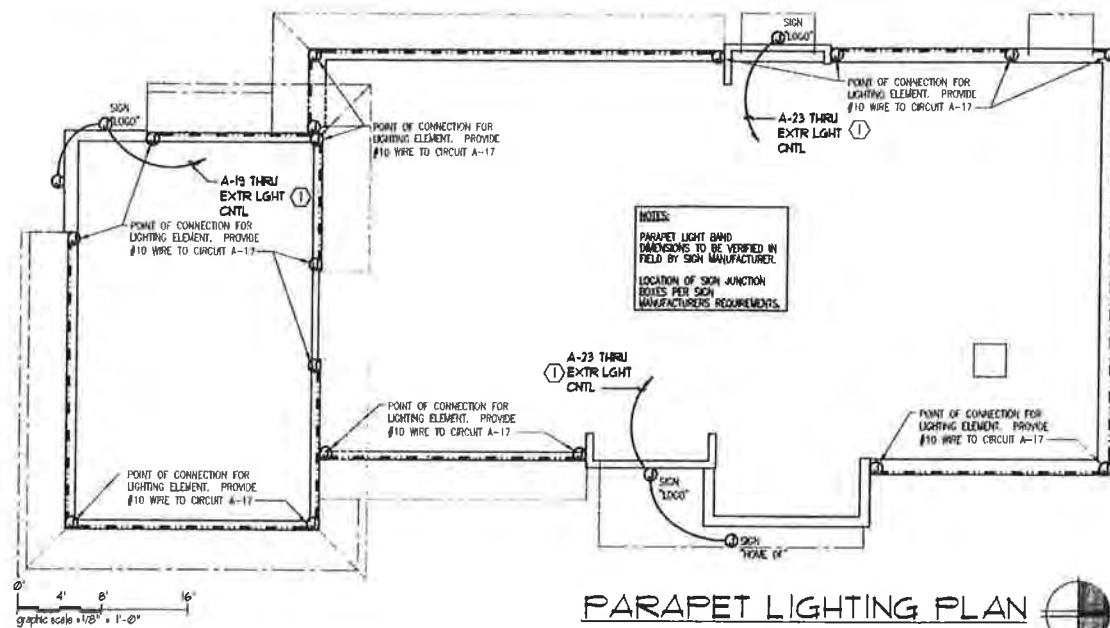 SIGN
"LOGO"
SIGN
"LOGO"
POINT OF CONNECTION FOR
LIGHTING ELEMENT. PROVIDE
#10 WIRE TO CIRCUIT A-17
A-23 THRU
EXTR LGHT
CNTL
1
POINT OF CONNECTION FOR
LIGHTING ELEMENT. PROVIDE
#10 WIRE TO CIRCUIT A-17
A-19 THRU
EXTR LGHT
CNTL
1
POINT OF CONNECTION FOR
LIGHTING ELEMENT. PROVIDE
#10 WIRE TO CIRCUIT A-17
NOTES:
PARAPET LIGHT BAND
DIMENSIONS TO BE VERIFIED IN
FIELD BY SIGN MANUFACTURER.
LOCATION OF SIGN JUNCTION
BOXES PER SIGN
MANUFACTURERS REQUIREMENTS.
A-23 THRU
EXTR LGHT
CNTL
1
POINT OF CONNECTION FOR
LIGHTING ELEMENT. PROVIDE
#10 WIRE TO CIRCUIT A-17
POINT OF CONNECTION FOR
LIGHTING ELEMENT. PROVIDE
#10 WIRE TO CIRCUIT A-17
POINT OF CONNECTION FOR
LIGHTING ELEMENT. PROVIDE
#10 WIRE TO CIRCUIT A-17
SIGN
"LOGO"
SIGN
"HOME OF"
0' 4' 8' 16'
graphic scale : 1/8" = 1'-0"
PARAPET LIGHTING PLAN